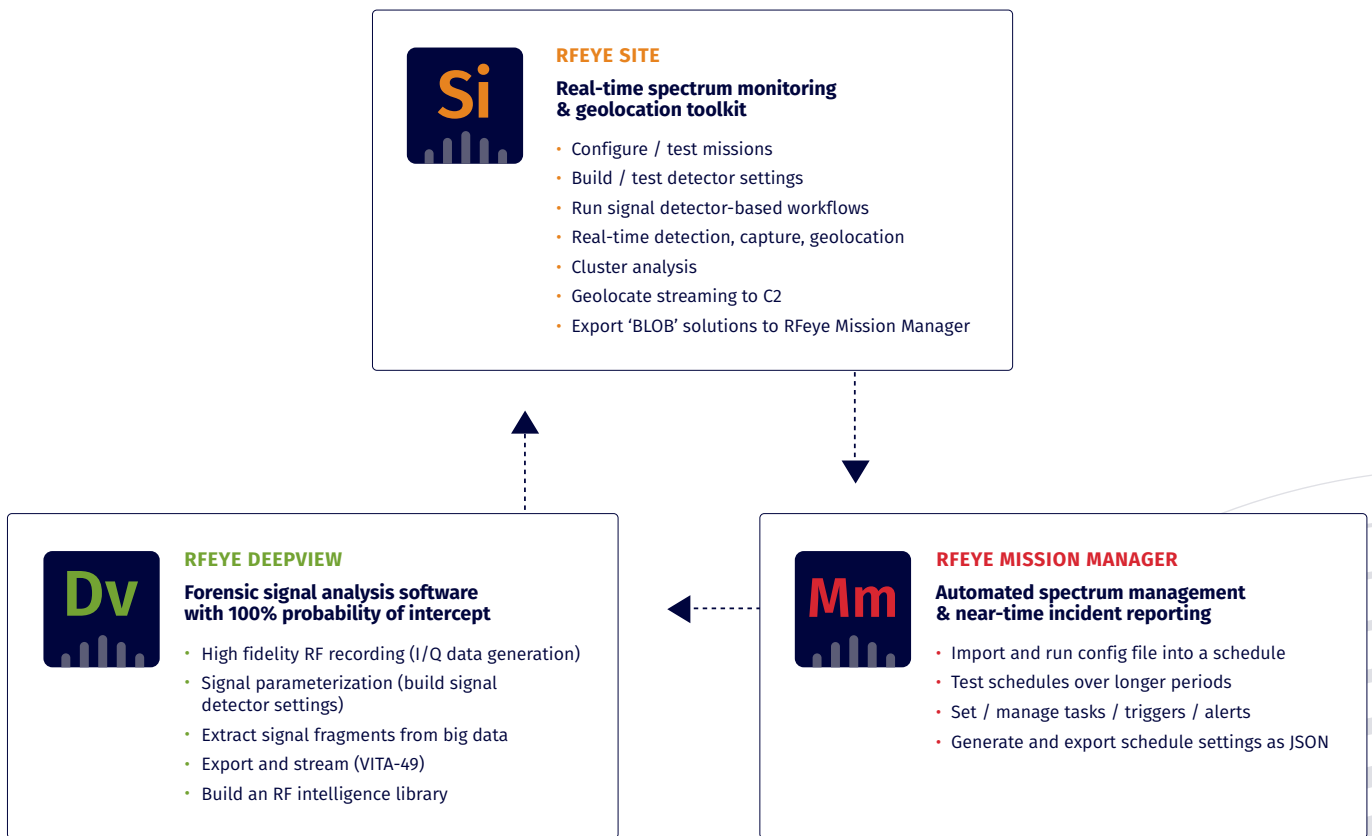 Si
RFEYE SITE
Real-time spectrum monitoring
& geolocation toolkit
• Configure / test missions
• Build / test detector settings
• Run signal detector-based workflows
• Real-time detection, capture, geolocation
• Cluster analysis
• Geolocate streaming to C2
• Export ‘BLOB’ solutions to RFeye Mission Manager
Dv
RFEYE DEEPVIEW
Forensic signal analysis software
with 100% probability of intercept
• High fidelity RF recording (I/Q data generation)
• Signal parameterization (build signal
detector settings)
• Extract signal fragments from big data
• Export and stream (VITA-49)
• Build an RF intelligence library
Mm
RFEYE MISSION MANAGER
Automated spectrum management
& near-time incident reporting
• Import and run config file into a schedule
• Test schedules over longer periods
• Set / manage tasks / triggers / alerts
• Generate and export schedule settings as JSON